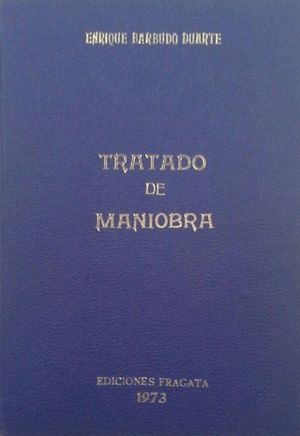 ENRIQUE BARBUDO DUARTE
TRATADO
DE
MANIOBRA
EDICIONES FRAGATA
1973